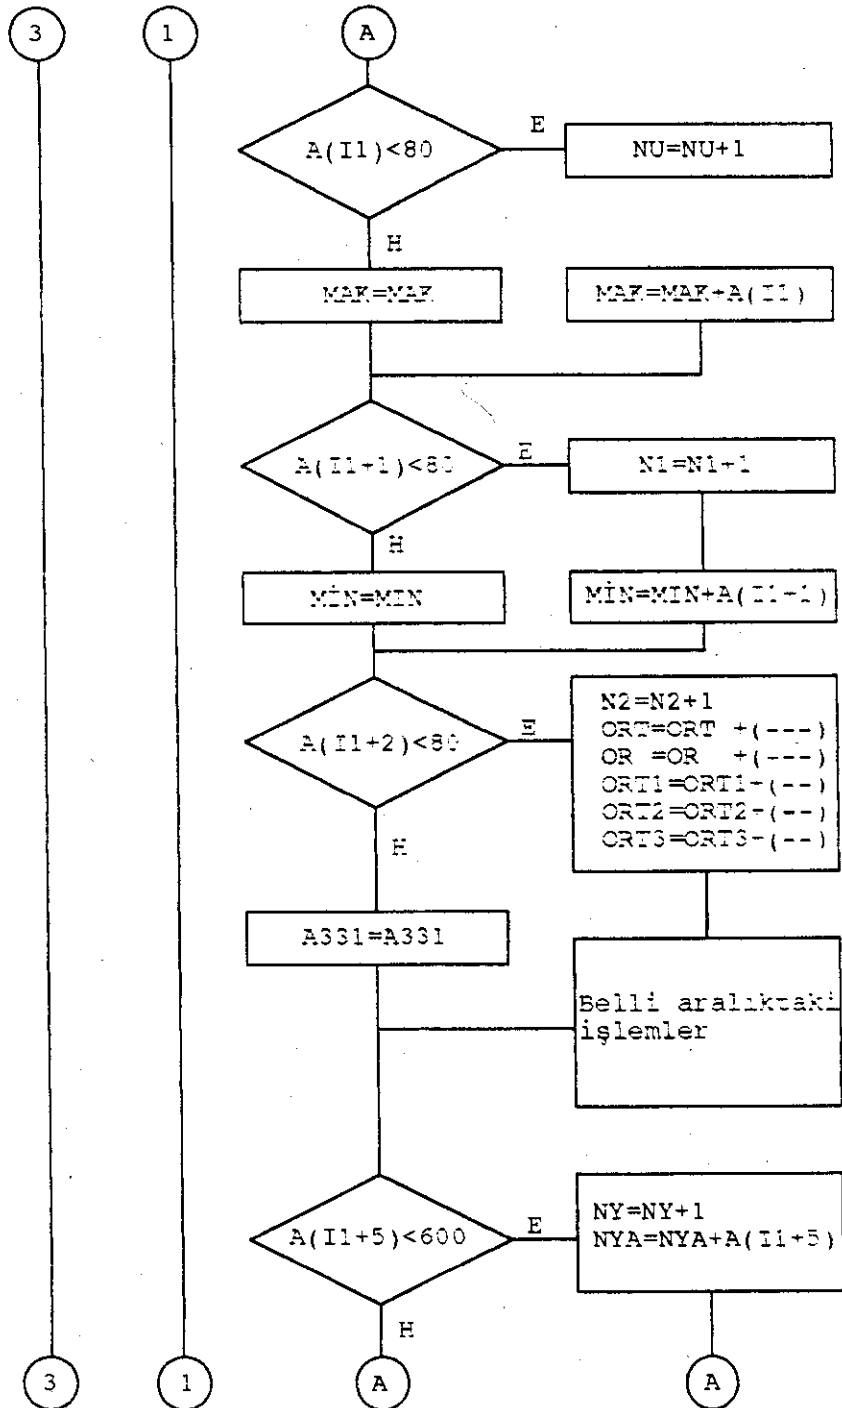 3 1 A
A(I1)<80 E NU=NU+1
H
MAK=MAK MAK=MAK+A(I1)
A(I1+1)<80 E N1=N1+1
H
MİN=MIN MİN=MIN+A(I1+1)
A(I1+2)<80 E
N2=N2+1
ORT=ORT +(---)
OR =OR +(---)
ORT1=ORT1+(--)
ORT2=ORT2+(--)
ORT3=ORT3+(--)
H
A331=A331
Belli aralıktaki
işlemler
A(I1+5)<600 E
NY=NY+1
NYA=NYA+A(I1+5)
H
3 1 A A